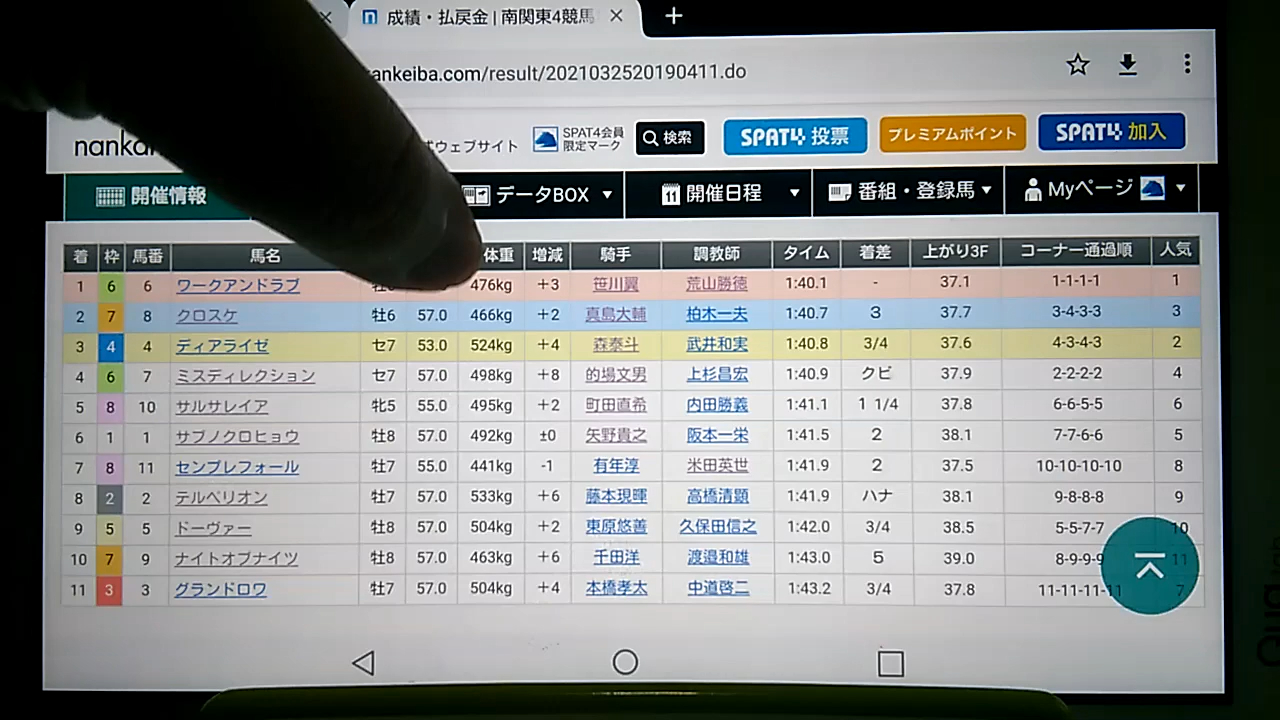 成績・払戻金 | 南関東4競馬 × +
ankeiba.com/result/2021032520190411.do
nankan ウェブサイト SPAT4会員 限定マーク 検索 SPAT4 投票 プレミアムポイント SPAT4 加入
開催情報 データBOX ▼ 11 開催日程 ▼ 番組・登録馬 ▼ Myページ ▼
着 枠 馬番 馬名 体重 増減 騎手 調教師 タイム 着差 上がり3F コーナー通過順 人気
1 6 6 ワークアンドラブ 476kg +3 笹川翼 荒山勝徳 1:40.1 - 37.1 1-1-1-1 1
2 7 8 クロスケ 牡6 57.0 466kg +2 真島大輔 柏木一夫 1:40.7 3 37.7 3-4-3-3 3
3 4 4 ディアライゼ セ7 53.0 524kg +4 森泰斗 武井和実 1:40.8 3/4 37.6 4-3-4-3 2
4 6 7 ミスディレクション セ7 57.0 498kg +8 的場文男 上杉昌宏 1:40.9 クビ 37.9 2-2-2-2 4
5 8 10 サルサレイア 牝5 55.0 495kg +2 町田直希 内田勝義 1:41.1 1 1/4 37.8 6-6-5-5 6
6 1 1 サブノクロヒョウ 牡8 57.0 492kg ±0 矢野貴之 阪本一栄 1:41.5 2 38.1 7-7-6-6 5
7 8 11 センプレフォール 牡7 55.0 441kg -1 有年淳 米田英世 1:41.9 2 37.5 10-10-10-10 8
8 2 2 テルペリオン 牡7 57.0 533kg +6 藤本現暉 高橋清顕 1:41.9 ハナ 38.1 9-8-8-8 9
9 5 5 ドーヴァー 牡8 57.0 504kg +2 東原悠善 久保田信之 1:42.0 3/4 38.5 5-5-7-7 10
10 7 9 ナイトオブナイツ 牡8 57.0 463kg +6 千田洋 渡邉和雄 1:43.0 5 39.0 8-9-9-9 11
11 3 3 グランドロワ 牡7 57.0 504kg +4 本橋孝太 中道啓二 1:43.2 3/4 37.8 11-11-11-11 7